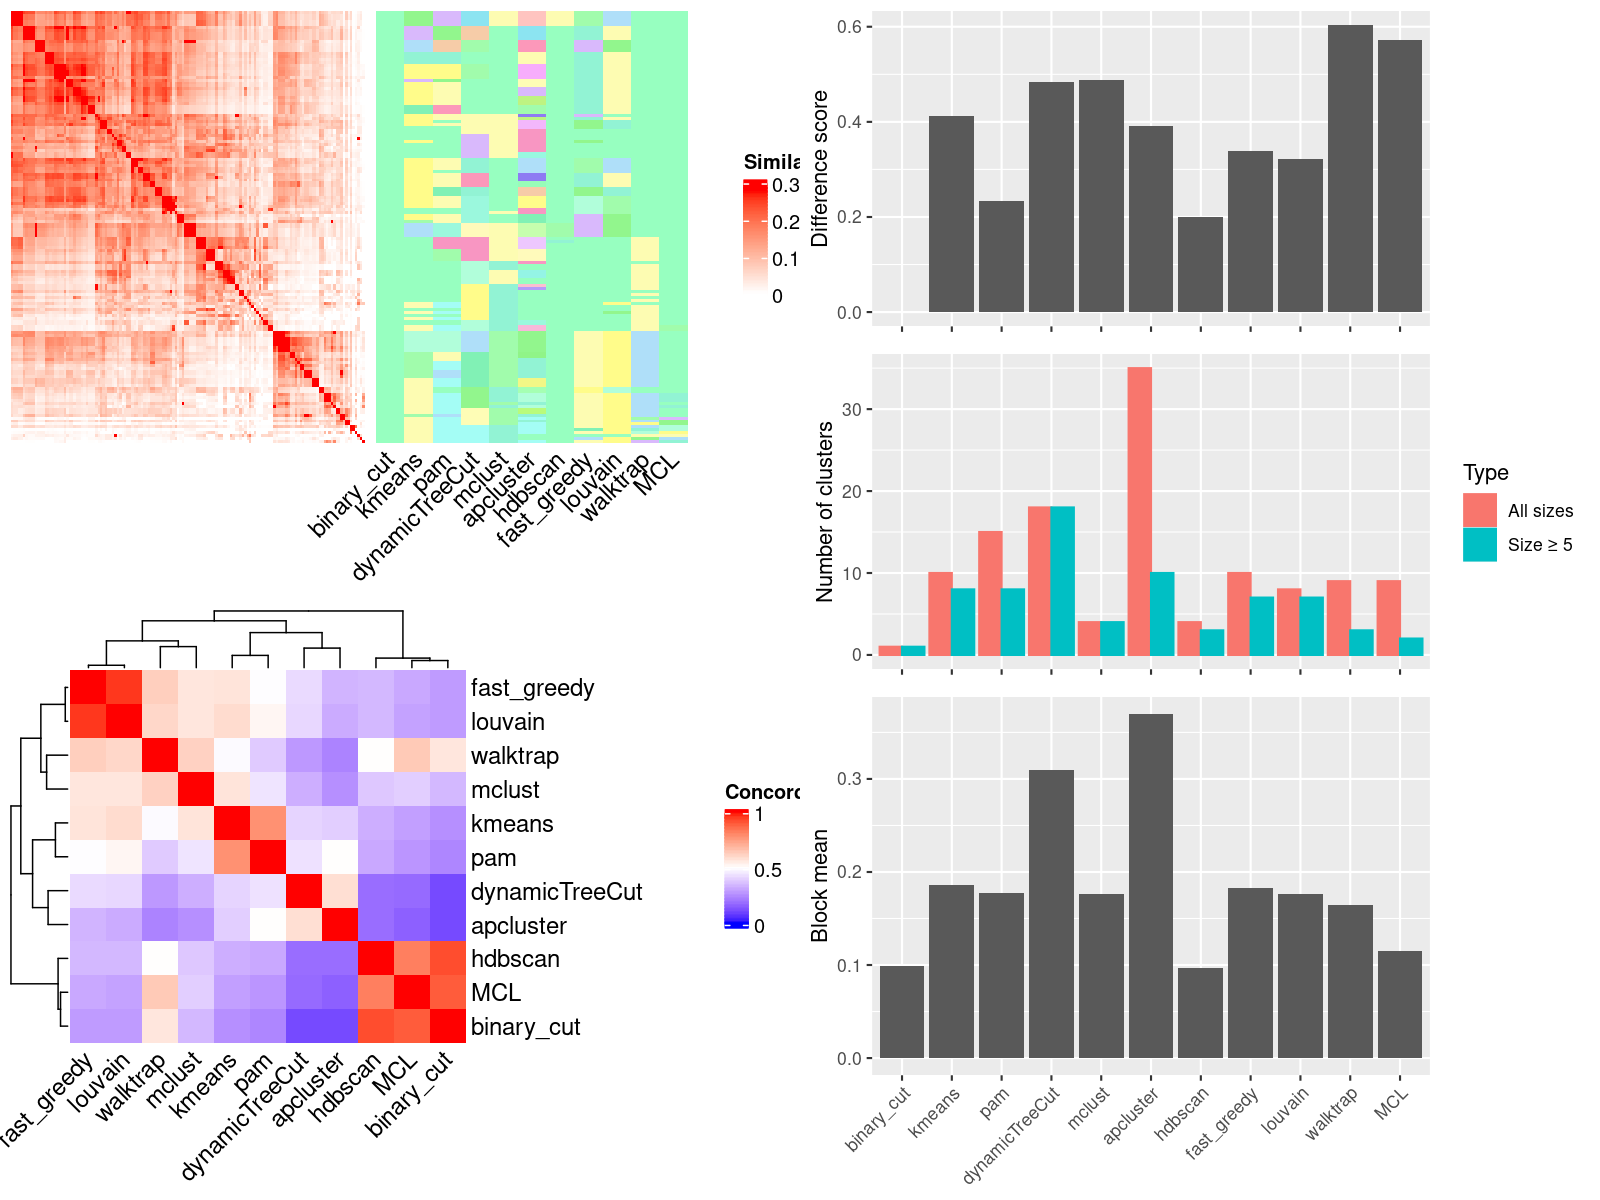 Simila
0.3
0.2
0.1
0
binary_cut
kmeans
pam
dynamicTreeCut
mclust
apcluster
hdbscan
fast_greedy
louvain
walktrap
MCL
fast_greedy
louvain
walktrap
mclust
kmeans
pam
dynamicTreeCut
apcluster
hdbscan
MCL
binary_cut
Concord
1
0.5
0
fast_greedy
louvain
walktrap
mclust
kmeans
pam
dynamicTreeCut
apcluster
hdbscan
MCL
binary_cut
Difference score
0.6
0.4
0.2
0.0
Number of clusters
30
20
10
0
Type
All sizes
Size ≥ 5
Block mean
0.3
0.2
0.1
0.0
binary_cut
kmeans
pam
dynamicTreeCut
mclust
apcluster
hdbscan
fast_greedy
louvain
walktrap
MCL